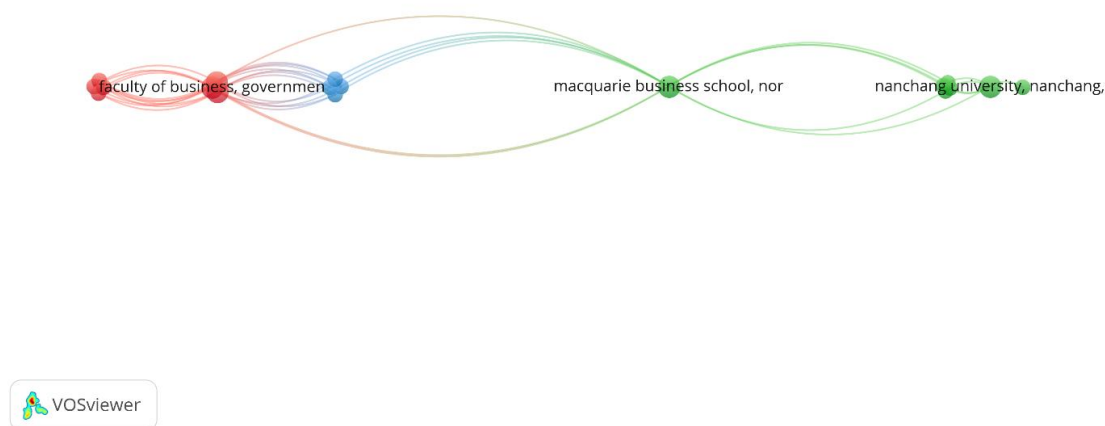 faculty of business, governmen
macquarie business school, nor
nanchang university, nanchang,
VOSviewer